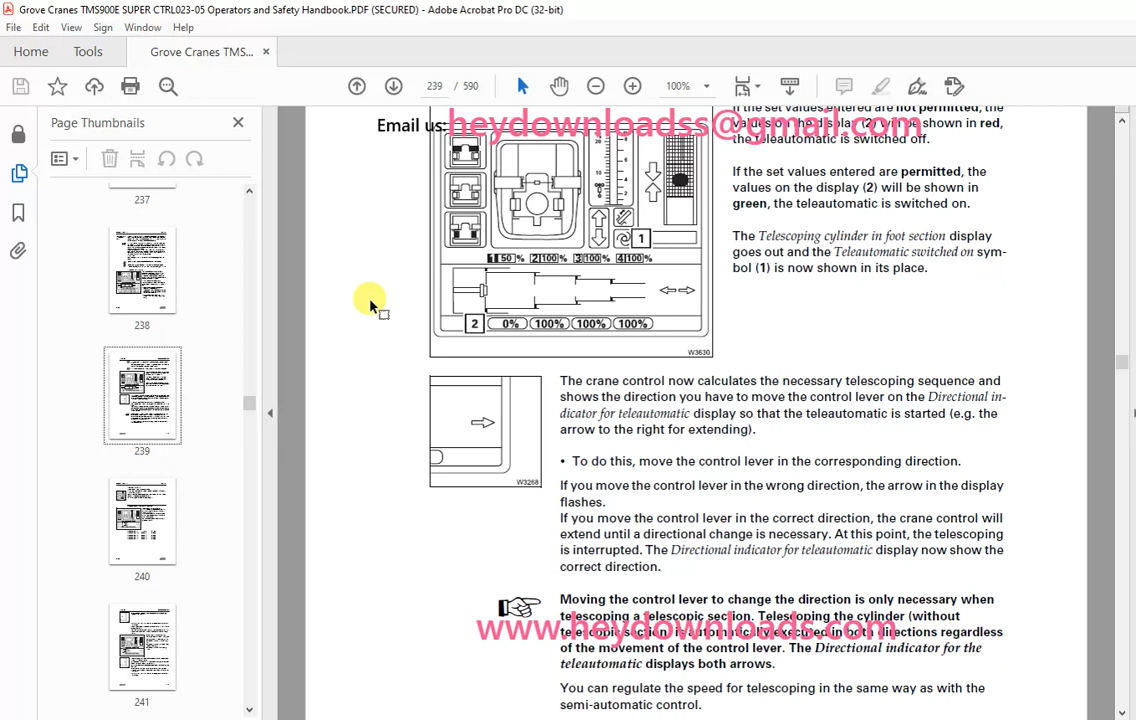 Grove Cranes TMS900E SUPER CTRL023-05 Operators and Safety Handbook.PDF (SECURED) - Adobe Acrobat Pro DC (32-bit)
File Edit View Sign Window Help
Home Tools Grove Cranes TMS... ×
239 / 590 100%
Page Thumbnails
237
238
239
240
241
Email us: heydownloadss@gmail.com
20
10
8
6
4
2
1
1 50 % 2 100 % 3 100 % 4 100 %
2 0% 100% 100% 100%
W3630
If the set values entered are not permitted, the
values on the display (2) will be shown in red,
the teleautomatic is switched off.
If the set values entered are permitted, the
values on the display (2) will be shown in
green, the teleautomatic is switched on.
The Telescoping cylinder in foot section display
goes out and the Teleautomatic switched on sym-
bol (1) is now shown in its place.
W3268
The crane control now calculates the necessary telescoping sequence and
shows the direction you have to move the control lever on the Directional in-
dicator for teleautomatic display so that the teleautomatic is started (e.g. the
arrow to the right for extending).
• To do this, move the control lever in the corresponding direction.
If you move the control lever in the wrong direction, the arrow in the display
flashes.
If you move the control lever in the correct direction, the crane control will
extend until a directional change is necessary. At this point, the telescoping
is interrupted. The Directional indicator for teleautomatic display now show the
correct direction.
Moving the control lever to change the direction is only necessary when
telescoping a telescopic section. Telescoping the cylinder (without
www.heydownloads.com
telescopic section) is automatically executed in both directions regardless
of the movement of the control lever. The Directional indicator for the
teleautomatic displays both arrows.
You can regulate the speed for telescoping in the same way as with the
semi-automatic control.